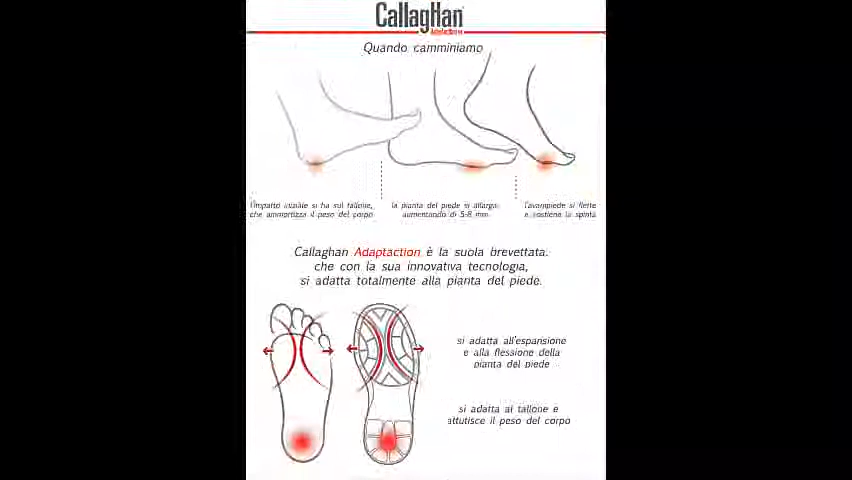 CallagHan
Adaptaction
Quando camminiamo
l'impatto iniziale si ha sul tallone,
che ammortizza il peso del corpo
la pianta del piede si allarga,
aumentando di 5-8 mm.
l'avampiede si flette
e sostiene la spinta
Callaghan Adaptaction è la suola brevettata.
che con la sua innovativa tecnologia,
si adatta totalmente alla pianta del piede.
si adatta all'espansione
e alla flessione della
pianta del piede
si adatta al tallone e
attutisce il peso del corpo